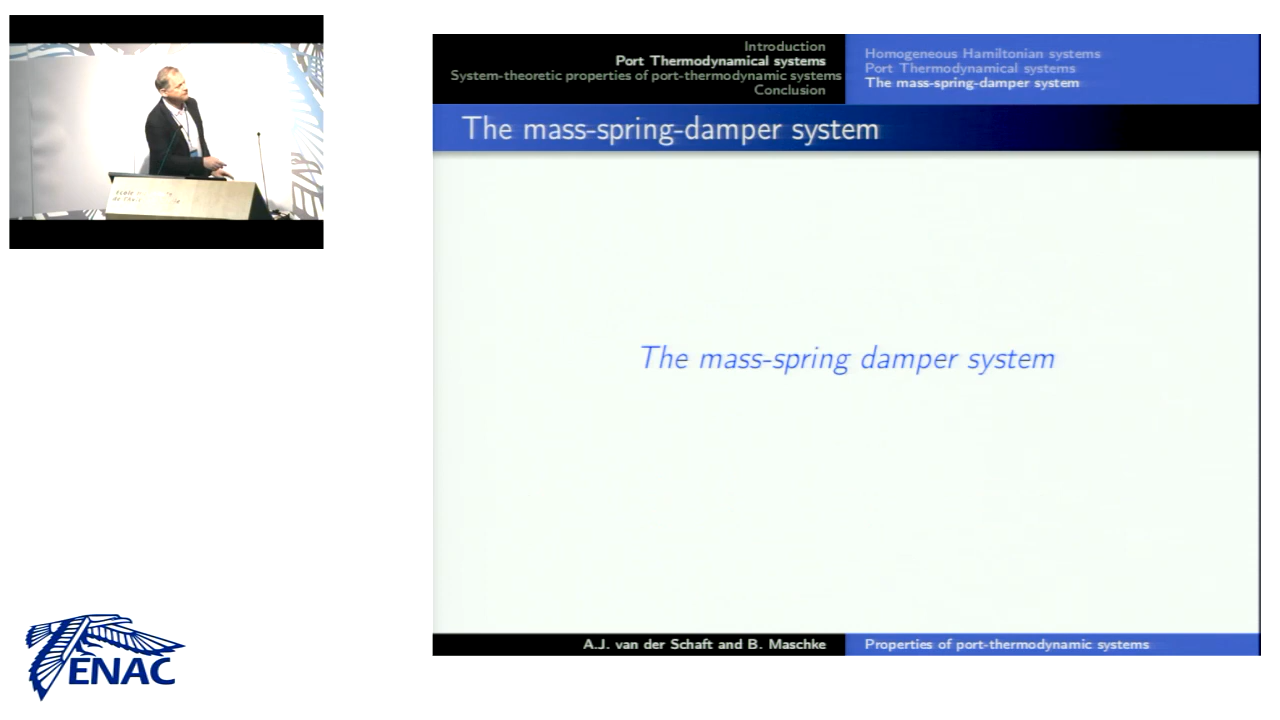 Introduction
Port Thermodynamical systems
System-theoretic properties of port-thermodynamic systems
Conclusion
Homogeneous Hamiltonian systems
Port Thermodynamical systems
The mass-spring-damper system
The mass-spring-damper system
The mass-spring damper system
A.J. van der Schaft and B. Maschke
Properties of port-thermodynamic systems
ENAC